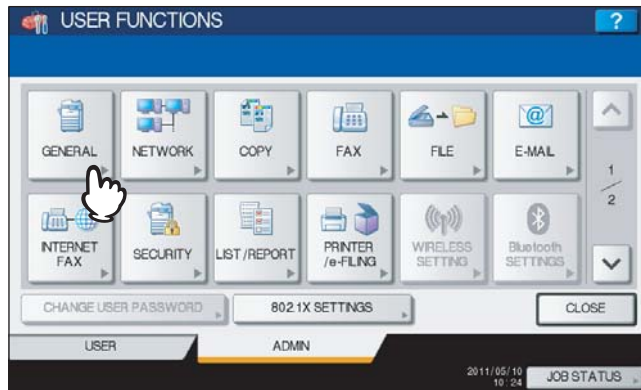 USER FUNCTIONS
?
GENERAL NETWORK COPY FAX FILE E-MAIL
1
2
INTERNET FAX SECURITY LIST/REPORT PRINTER /e-FILING WIRELESS SETTING Bluetooth SETTINGS
CHANGE USER PASSWORD 802.1X SETTINGS CLOSE
USER ADMIN
2011/05/10
10:24 JOB STATUS